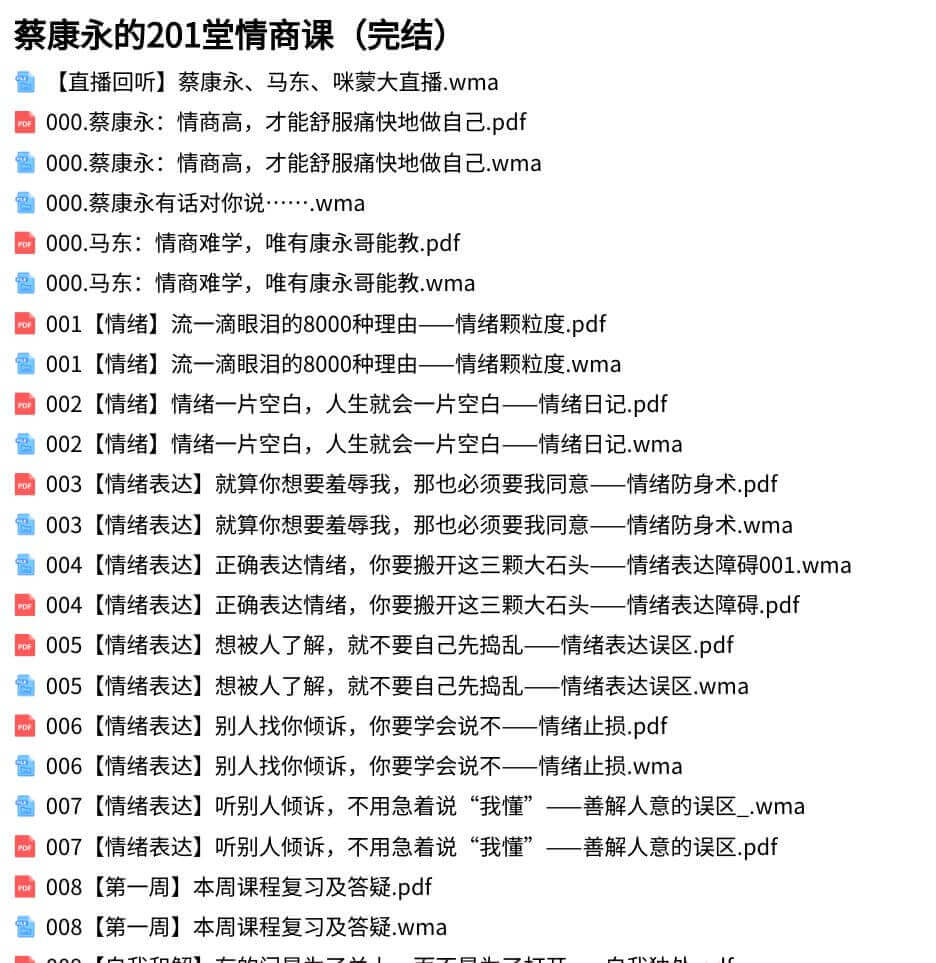 蔡康永的201堂情商课（完结）
【直播回听】蔡康永、马东、咪蒙大直播.wma
000.蔡康永：情商高，才能舒服痛快地做自己.pdf
000.蔡康永：情商高，才能舒服痛快地做自己.wma
000.蔡康永有话对你说······.wma
000.马东：情商难学，唯有康永哥能教.pdf
000.马东：情商难学，唯有康永哥能教.wma
001【情绪】流一滴眼泪的8000种理由——情绪颗粒度.pdf
001【情绪】流一滴眼泪的8000种理由——情绪颗粒度.wma
002【情绪】情绪一片空白，人生就会一片空白——情绪日记.pdf
002【情绪】情绪一片空白，人生就会一片空白——情绪日记.wma
003【情绪表达】就算你想要羞辱我，那也必须要我同意——情绪防身术.pdf
003【情绪表达】就算你想要羞辱我，那也必须要我同意——情绪防身术.wma
004【情绪表达】正确表达情绪，你要搬开这三颗大石头——情绪表达障碍001.wma
004【情绪表达】正确表达情绪，你要搬开这三颗大石头——情绪表达障碍.pdf
005【情绪表达】想被人了解，就不要自己先捣乱——情绪表达误区.pdf
005【情绪表达】想被人了解，就不要自己先捣乱——情绪表达误区.wma
006【情绪表达】别人找你倾诉，你要学会说不——情绪止损.pdf
006【情绪表达】别人找你倾诉，你要学会说不——情绪止损.wma
007【情绪表达】听别人倾诉，不用急着说“我懂”——善解人意的误区_.wma
007【情绪表达】听别人倾诉，不用急着说“我懂”——善解人意的误区.pdf
008【第一周】本周课程复习及答疑.pdf
008【第一周】本周课程复习及答疑.wma